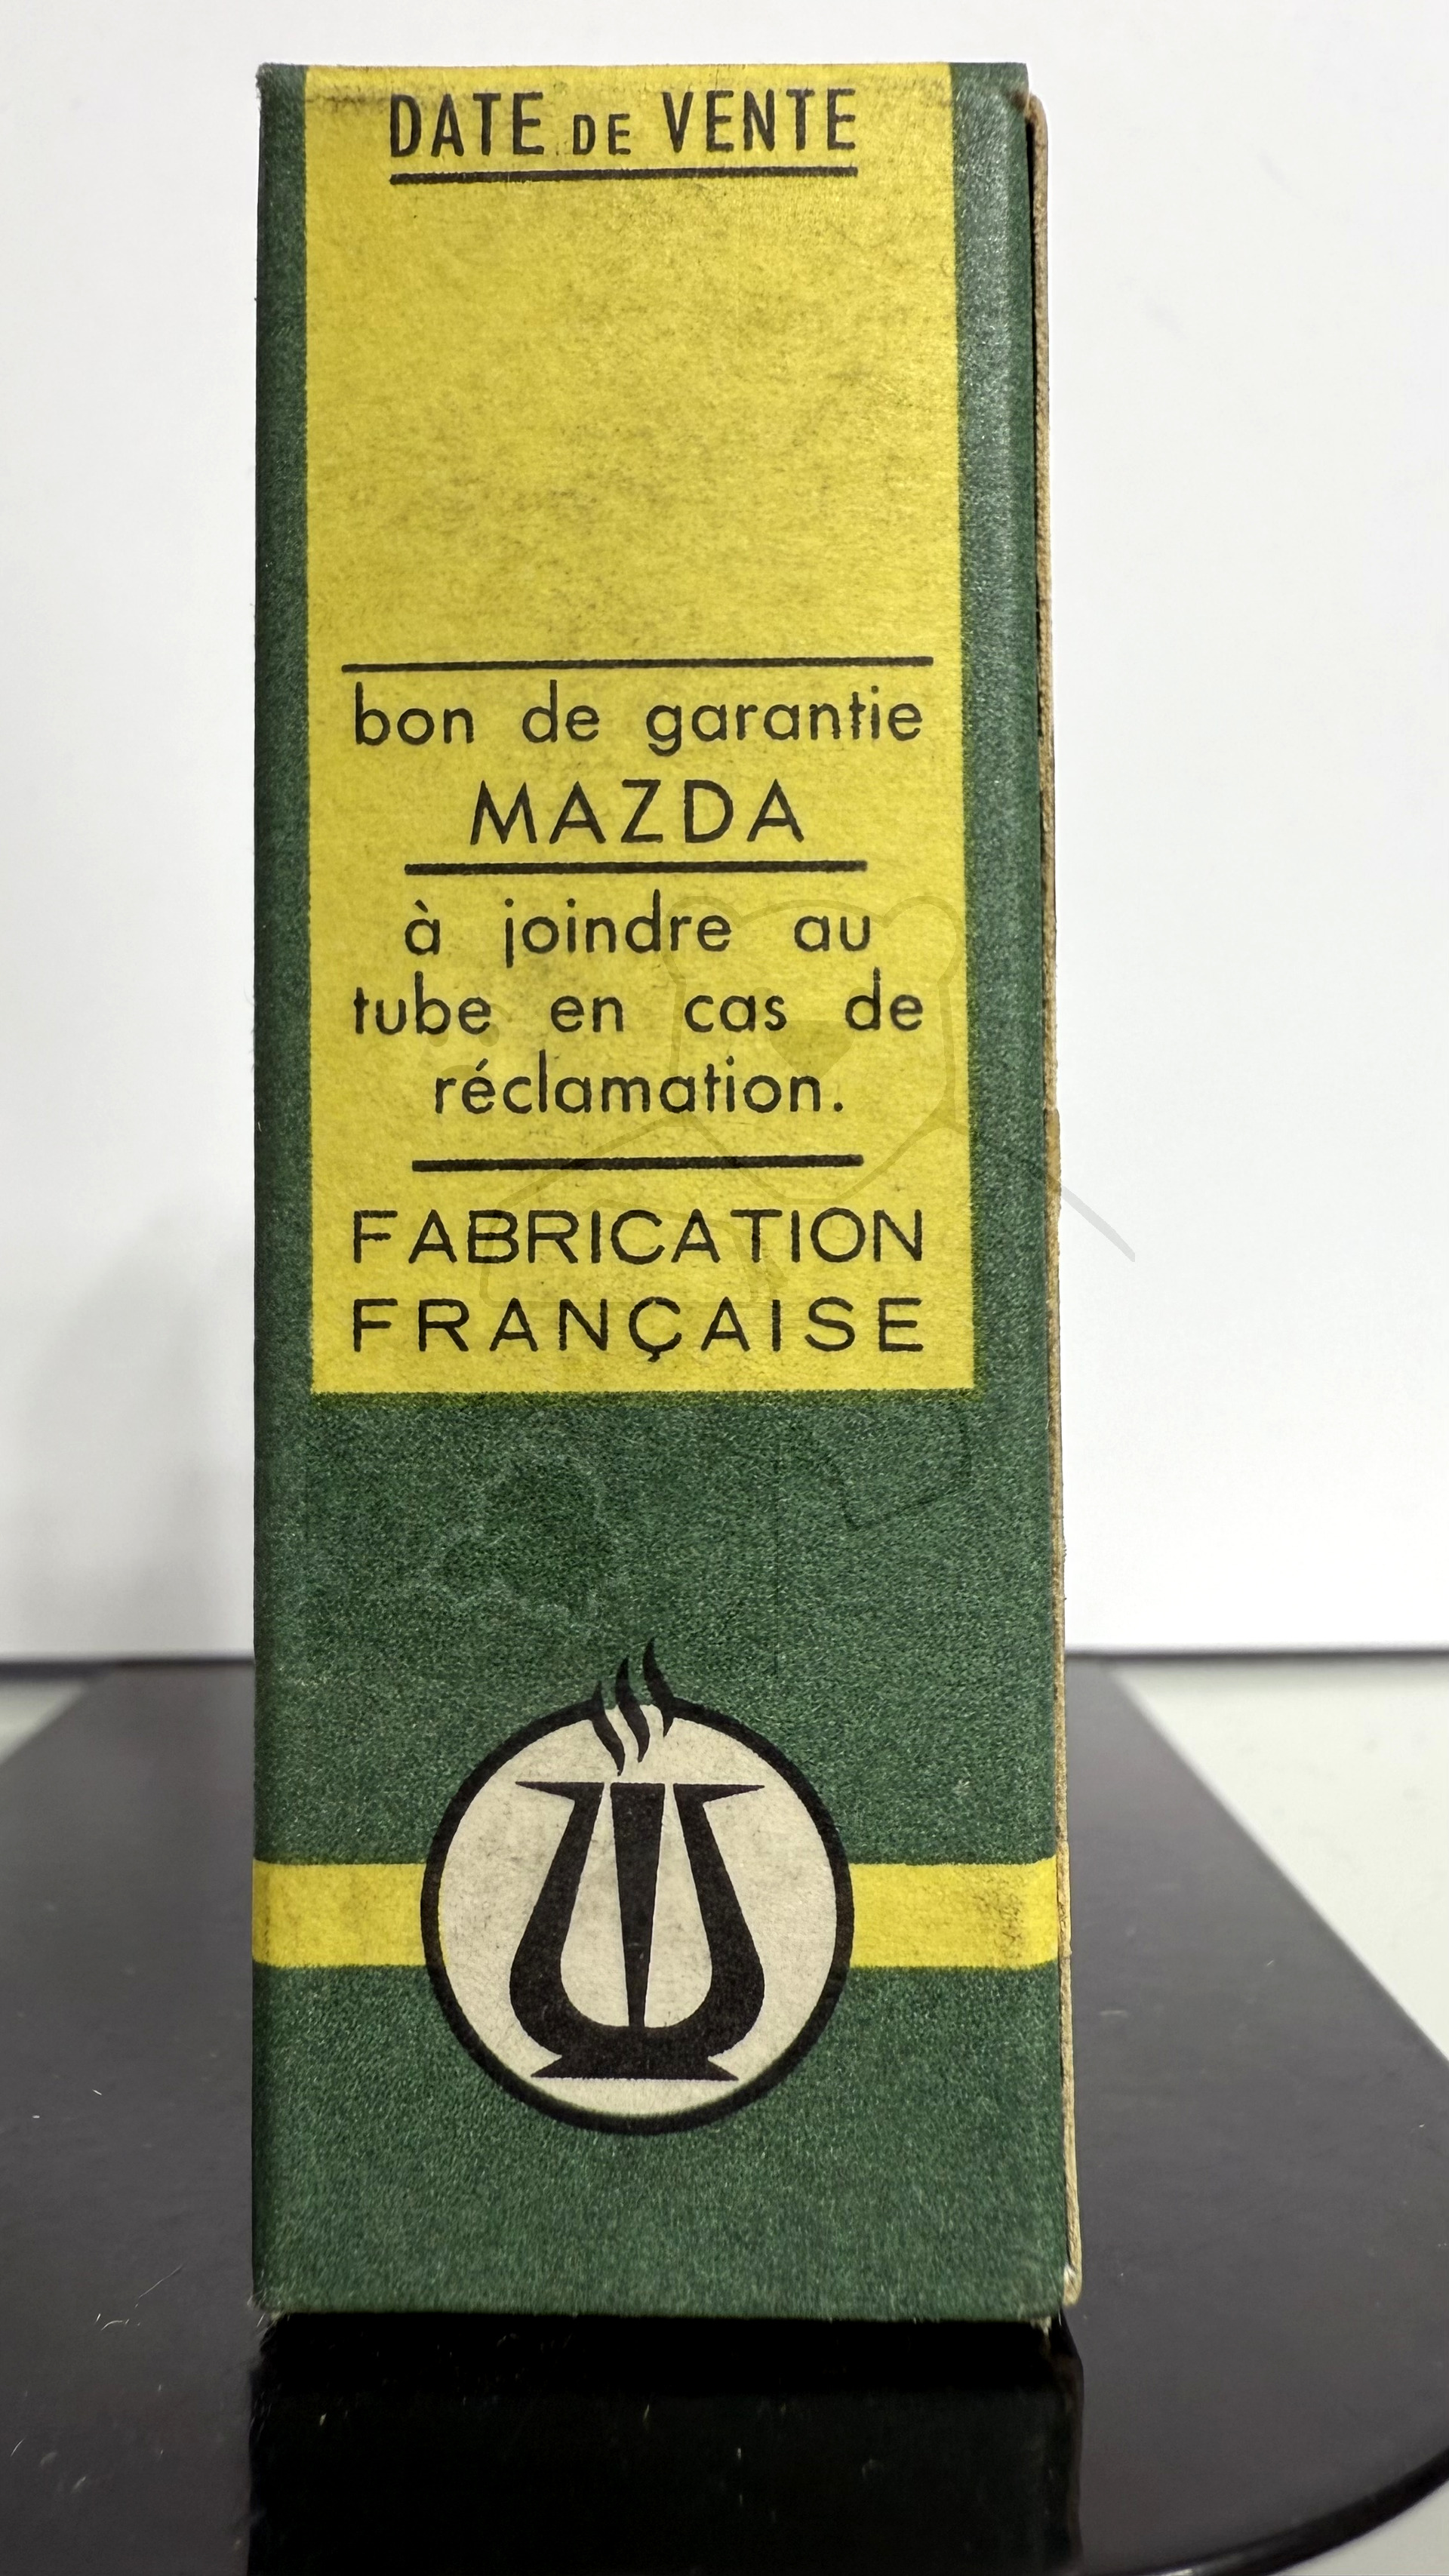 DATE DE VENTE
bon de garantie
MAZDA
à joindre au
tube en cas de
réclamation.
FABRICATION
FRANÇAISE